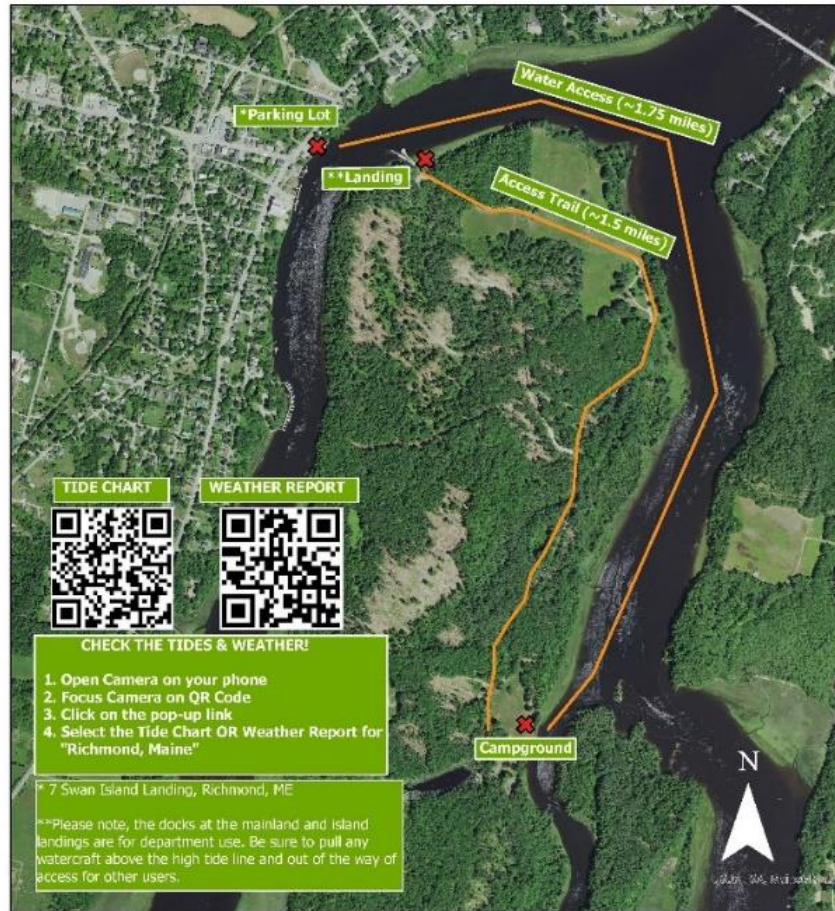 Water Access (~1.75 miles)
*Parking Lot
**Landing
Access Trail (~1.5 miles)
TIDE CHART
WEATHER REPORT
CHECK THE TIDES & WEATHER!
1. Open Camera on your phone
2. Focus Camera on QR Code
3. Click on the pop-up link
4. Select the Tide Chart OR Weather Report for
"Richmond, Maine"
Campground
N
* 7 Swan Island Landing, Richmond, ME
**Please note, the docks at the mainland and island
landings are for department use. Be sure to pull any
watercraft above the high tide line and out of the way of
access for other users.